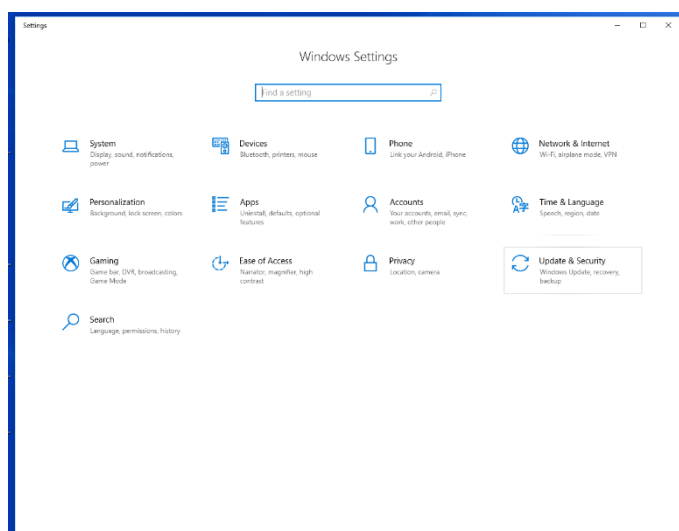 Settings
Windows Settings
Find a setting
System
Display, sound, notifications,
power
Devices
Bluetooth, printers, mouse
Phone
Link your Android, iPhone
Network & Internet
Wi-Fi, airplane mode, VPN
Personalization
Background, lock screen, colors
Apps
Uninstall, defaults, optional
features
Accounts
Your accounts, email, sync,
work, other people
Time & Language
Speech, region, date
Gaming
Game bar, DVR, broadcasting,
Game Mode
Ease of Access
Narrator, magnifier, high
contrast
Privacy
Location, camera
Update & Security
Windows Update, recovery,
backup
Search
Language, permissions, history